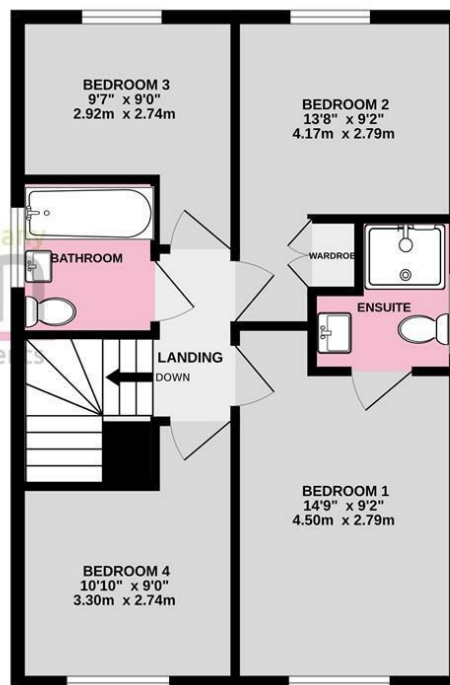 BEDROOM 3
9'7" x 9'0"
2.92m x 2.74m
BEDROOM 2
13'8" x 9'2"
4.17m x 2.79m
BATHROOM
WARDROBE
ENSUITE
LANDING
DOWN
BEDROOM 1
14'9" x 9'2"
4.50m x 2.79m
BEDROOM 4
10'10" x 9'0"
3.30m x 2.74m